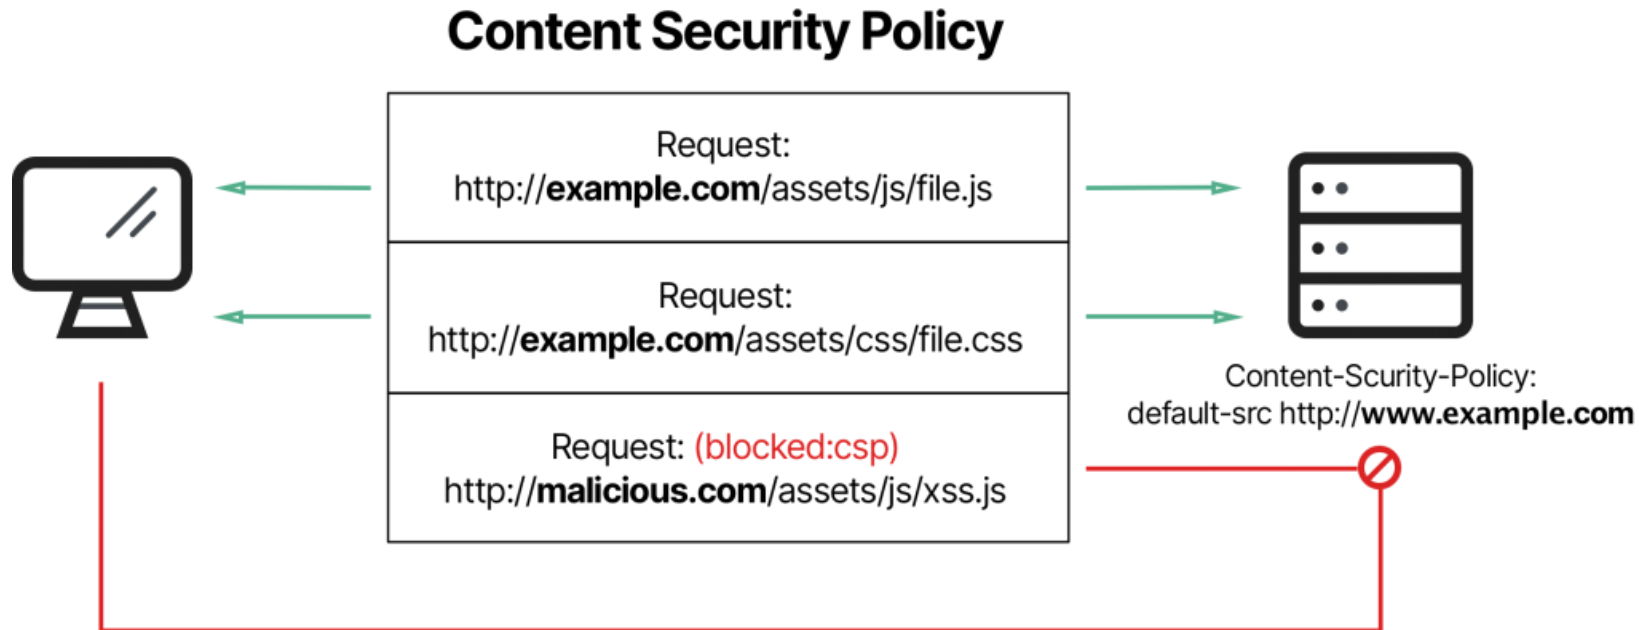 Content Security Policy
Request:
http://example.com/assets/js/file.js
Request:
http://example.com/assets/css/file.css
Request: (blocked:csp)
http://malicious.com/assets/js/xss.js
Content-Scurity-Policy:
default-src http://www.example.com